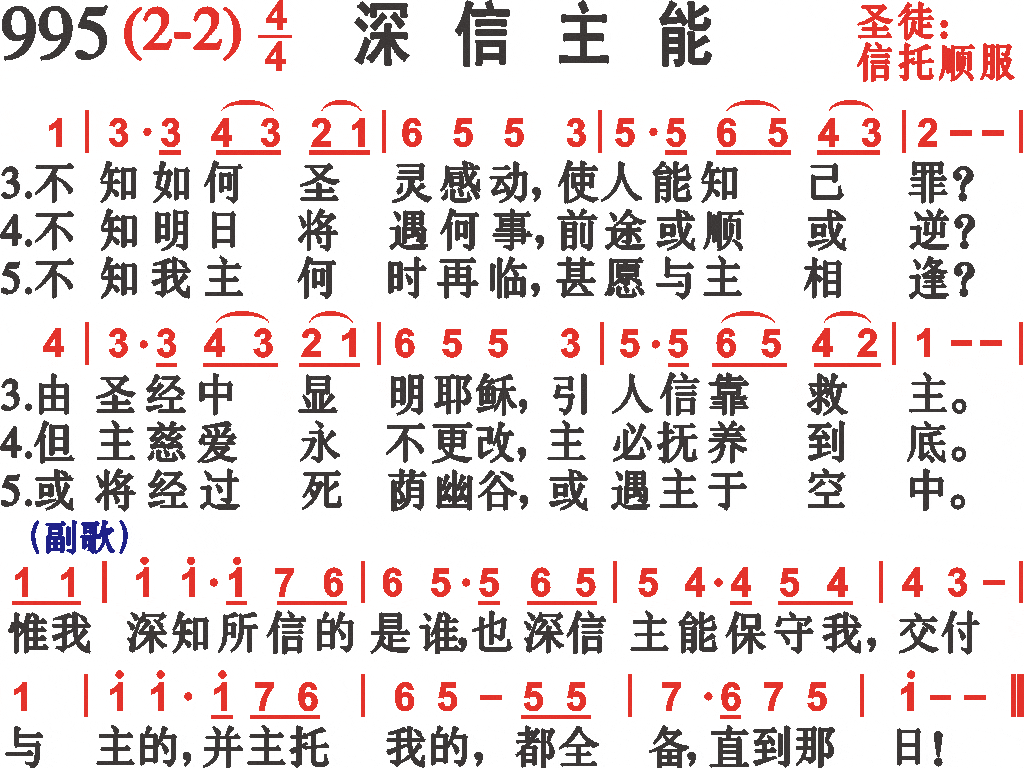 995 (2-2) 4/4 深信主能 圣徒：
信托顺服
1 | 3·3 4 3 2 1 | 6 5 5 3 | 5·5 6 5 4 3 | 2 – – |
3.不知如何圣灵感动，使人能知己罪？
4.不知明日将遇何事，前途或顺或逆？
5.不知我主何时再临，甚愿与主相逢？
4 | 3·3 4 3 2 1 | 6 5 5 3 | 5·5 6 5 4 2 | 1 – – |
3.由圣经中显明耶稣，引人信靠救主。
4.但主慈爱永不更改，主必抚养到底。
5.或将经过死荫幽谷，或遇主于空中。
(副歌)
1 1 | i i·i 7 6 | 6 5·5 6 5 | 5 4·4 5 4 | 4 3 – |
惟我深知所信的是谁，也深信主能保守我，交付
1 | i i·i 7 6 | 6 5 – 5 5 | 7·6 7 5 | i – – ‖
与主的，并主托我的，都全备，直到那日！